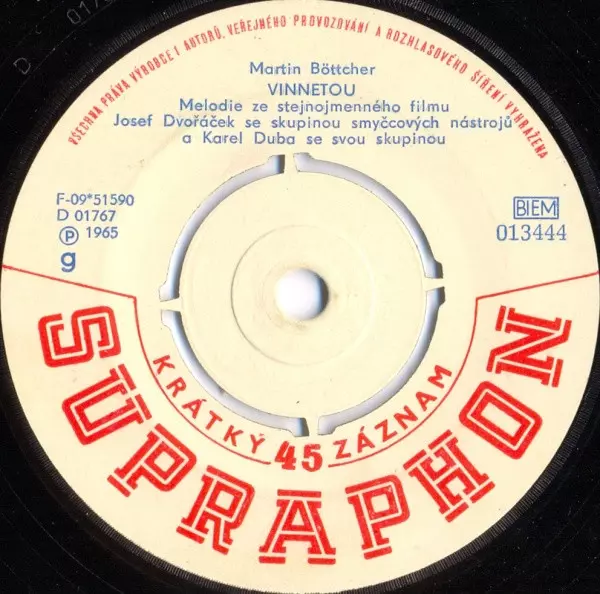 VŠECHNA PRÁVA VÝROBCE I AUTORŮ, VEŘEJNÉHO PROVOZOVÁNÍ A ROZHLASOVÉHO ŠÍŘENÍ VYHRAŽENA
Martin Böttcher
VINNETOU
Melodie ze stejnojmenného filmu
Josef Dvořáček se skupinou smyčcových nástrojů
a Karel Duba se svou skupinou
F-09*51590
D 01767
Ⓟ 1965
g
BIEM
013444
KRÁTKÝ 45 ZÁZNAM
SUPRAPHON